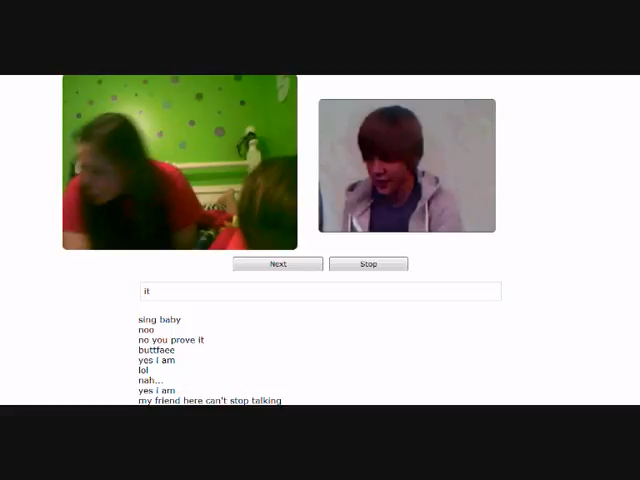 Next
Stop
it
sing baby
noo
no you prove it
buttfaee
yes i am
lol
nah...
yes i am
my friend here can't stop talking